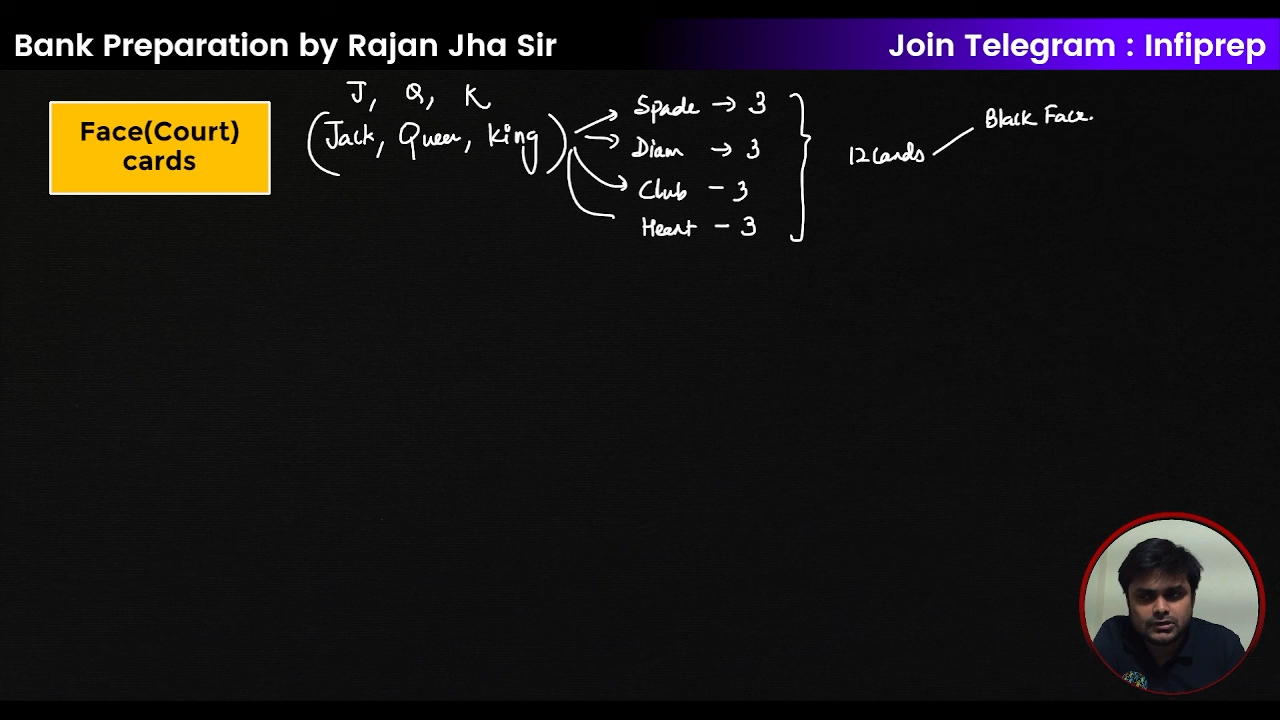 Bank Preparation by Rajan Jha Sir
Join Telegram : Infiprep
Face(Court)
cards
J, Q, K
(Jack, Queen, King)
Spade → 3
Diam → 3
Club – 3
Heart – 3
12 Cards
Black Face.